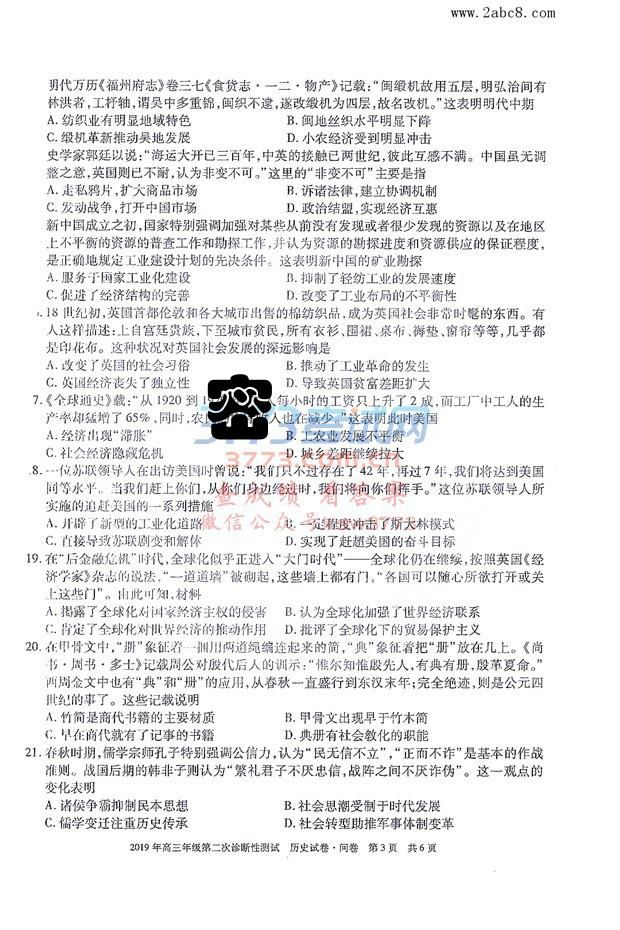 www.2abc8.com
明代万历《福州府志》卷三七《食货志·一二·物产》记载:“闽缎机故用五层,明弘治间有
林洪者,工杼轴,谓吴中多重锦,闽织不逮,遂改缎机为四层,故名改机。”这表明明代中期
A. 纺织业有明显地域特色 B. 闽地丝织水平明显下降
C. 缎机革新推动吴地发展 D. 小农经济受到明显冲击
史学家郭廷以说:“海运大开已三百年,中英的接触已两世纪,彼此互感不满。中国虽无调
整之意,英国则已不耐,认为非变不可。”这里的“非变不可”主要是指
A. 走私鸦片,扩大商品市场 B. 诉诸法律,建立协调机制
C. 发动战争,打开中国市场 D. 政治结盟,实现经济互惠
新中国成立之初,国家特别强调加强对某些从前没有发现或者很少发现的资源以及在地区
上不平衡的资源的普查工作和勘探工作,并认为资源的勘探进度和资源供应的保证程度,
是正确地规定工业建设计划的先决条件。这表明新中国的矿业勘探
A. 服务于国家工业化建设 B. 抑制了轻纺工业的发展速度
C. 促进了经济结构的完善 D. 改变了工业布局的不平衡性
18 世纪初,英国首都伦敦和各大城市出售的棉纺织品,成为英国社会非常时髦的东西。有
人这样描述:上自宫廷贵族,下至城市贫民,所有衣衫、围裙、桌布、褥垫、窗帘等等,几乎都
是印花布。这种状况对英国社会发展的深远影响是
A. 改变了英国的社会习俗 B. 推动了工业革命的发生
C. 英国经济丧失了独立性 D. 导致英国贫富差距扩大
7.《全球通史》载:“从 1920 到 19 人每小时的工资只上升了 2 成,而工厂中工人的生
产率却猛增了 65%,同时,农 人也在减少。”这表明此时美国
A. 经济出现“滞胀” B. 工农业发展不平衡
C. 社会经济隐藏危机 D. 城乡差距继续拉大
3773考试网
3773.com.cn
8. 一位苏联领导人在出访美国时曾说:“我们只不过存在了 42 年,再过 7 年,我们将达到美国
同等水平。当我们赶上你们,从你们身边经过时,我们将向你们挥手。”这位苏联领导人所
实施的追赶美国的一系列措施
查成绩 看答案
微信公众号
A. 开辟了新型的工业化道路 B. 一定程度冲击了斯大林模式
C. 直接导致苏联剧变和解体 D. 实现了赶超美国的奋斗目标
19. 在“后金融危机”时代,全球化似乎正进入“大门时代”——全球化仍在继续,按照英国《经
济学家》杂志的说法,“一道道墙”被砌起,这些墙上都有门。“各国可以随心所欲打开或关
上这些门”。由此可知,材料
A. 揭露了全球化对国家经济主权的侵害 B. 认为全球化加强了世界经济联系
C. 肯定了全球化对世界经济的推动作用 D. 批评了全球化下的贸易保护主义
20. 在甲骨文中,“册”象征着一捆用两道绳编连起来的简,“典”象征着把“册”放在几上。《尚
书·周书·多士》记载周公对殷代后人的训示:“惟尔知惟殷先人,有典有册,殷革夏命。”
西周金文中也有“典”和“册”的应用,从春秋一直盛行到东汉末年;完全绝迹,则是公元四
世纪的事了。这些记载说明
A. 竹简是商代书籍的主要材质 B. 甲骨文出现早于竹木简
C. 早在商代就有了记事的书籍 D. 典册有社会教化的职能
21. 春秋时期,儒学宗师孔子特别强调公信力,认为“民无信不立”,“正而不诈”是基本的作战
准则。战国后期的韩非子则认为“繁礼君子不厌忠信,战阵之间不厌诈伪”。这一观点的
变化表明
A. 诸侯争霸抑制民本思想 B. 社会思潮受制于时代发展
C. 儒学变迁注重历史传承 D. 社会转型助推军事体制变革
2019 年高三年级第二次诊断性测试 历史试卷·问卷 第 3 页 共 6 页